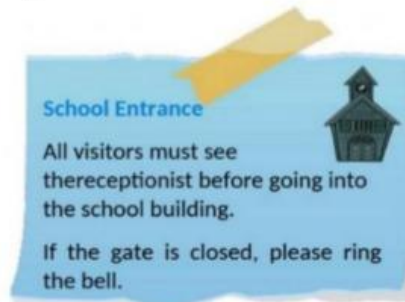 School Entrance
All visitors must see
thereceptionist before going into
the school building.
If the gate is closed, please ring
the bell.